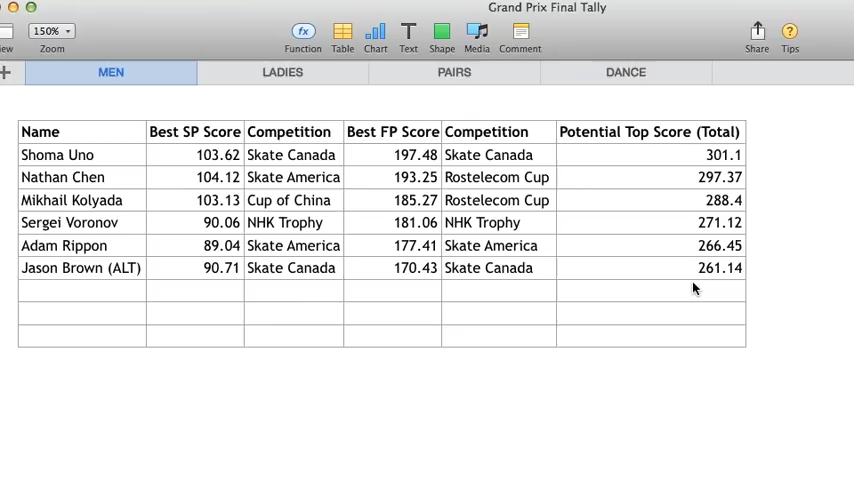 Grand Prix Final Tally
150%
Zoom Function Table Chart Text Shape Media Comment Share Tips
MEN LADIES PAIRS DANCE
Name Best SP Score Competition Best FP Score Competition Potential Top Score (Total)
Shoma Uno 103.62 Skate Canada 197.48 Skate Canada 301.1
Nathan Chen 104.12 Skate America 193.25 Rostelecom Cup 297.37
Mikhail Kolyada 103.13 Cup of China 185.27 Rostelecom Cup 288.4
Sergei Voronov 90.06 NHK Trophy 181.06 NHK Trophy 271.12
Adam Rippon 89.04 Skate America 177.41 Skate America 266.45
Jason Brown (ALT) 90.71 Skate Canada 170.43 Skate Canada 261.14